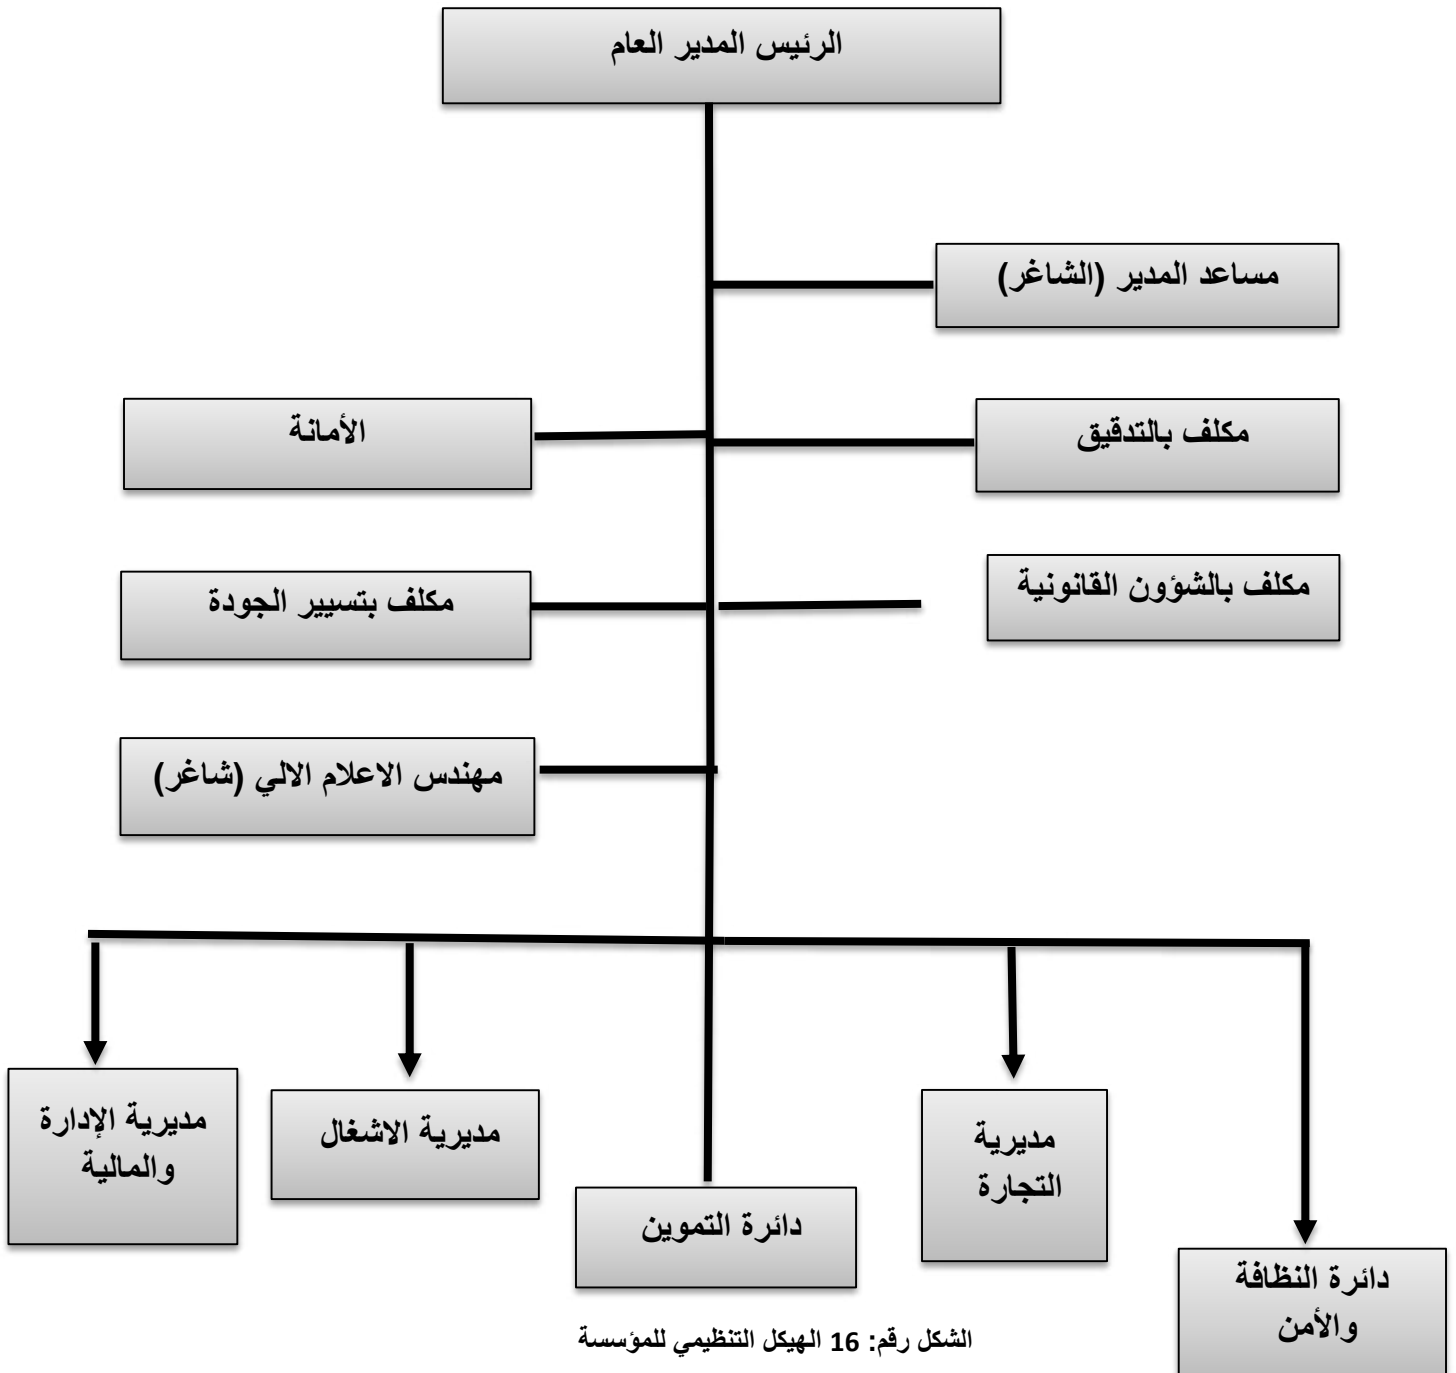 الرئيس المدير العام
مساعد المدير (الشاغر)
مكلف بالتدقيق
الأمانة
مكلف بالشؤون القانونية
مكلف بتسيير الجودة
مهندس الاعلام الالي (شاغر)
دائرة النظافة
والأمن
مديرية
التجارة
دائرة التموين
مديرية الاشغال
مديرية الإدارة
والمالية
الشكل رقم: 16 الهيكل التنظيمي للمؤسسة